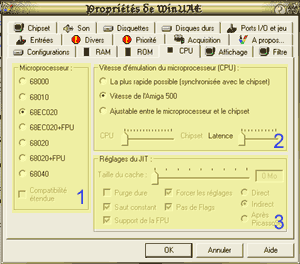 Propriétés de WinUAE
Chipset Son Disquettes Disques durs Ports I/O et jeu
Entrées Divers Priorité Acquisition A propos...
Configurations RAM ROM CPU Affichage Filtre
Microprocesseur :
68000
68010
68EC020
68EC020+FPU
68020
68020+FPU
68040
Compatibilité
étendue
1
Vitesse d'émulation du microprocesseur (CPU) :
La plus rapide possible (synchronisée avec le chipset)
Vitesse de l'Amiga 500
Ajustable entre le microprocesseur et le chipset
CPU Chipset Latence
2
Réglages du JIT :
Taille du cache : 0 Mo
Purge dure Forcer les réglages Direct
Saut constant Pas de Flags Indirect
Support de la FPU Après
Picasso
3
OK Annuler Aide